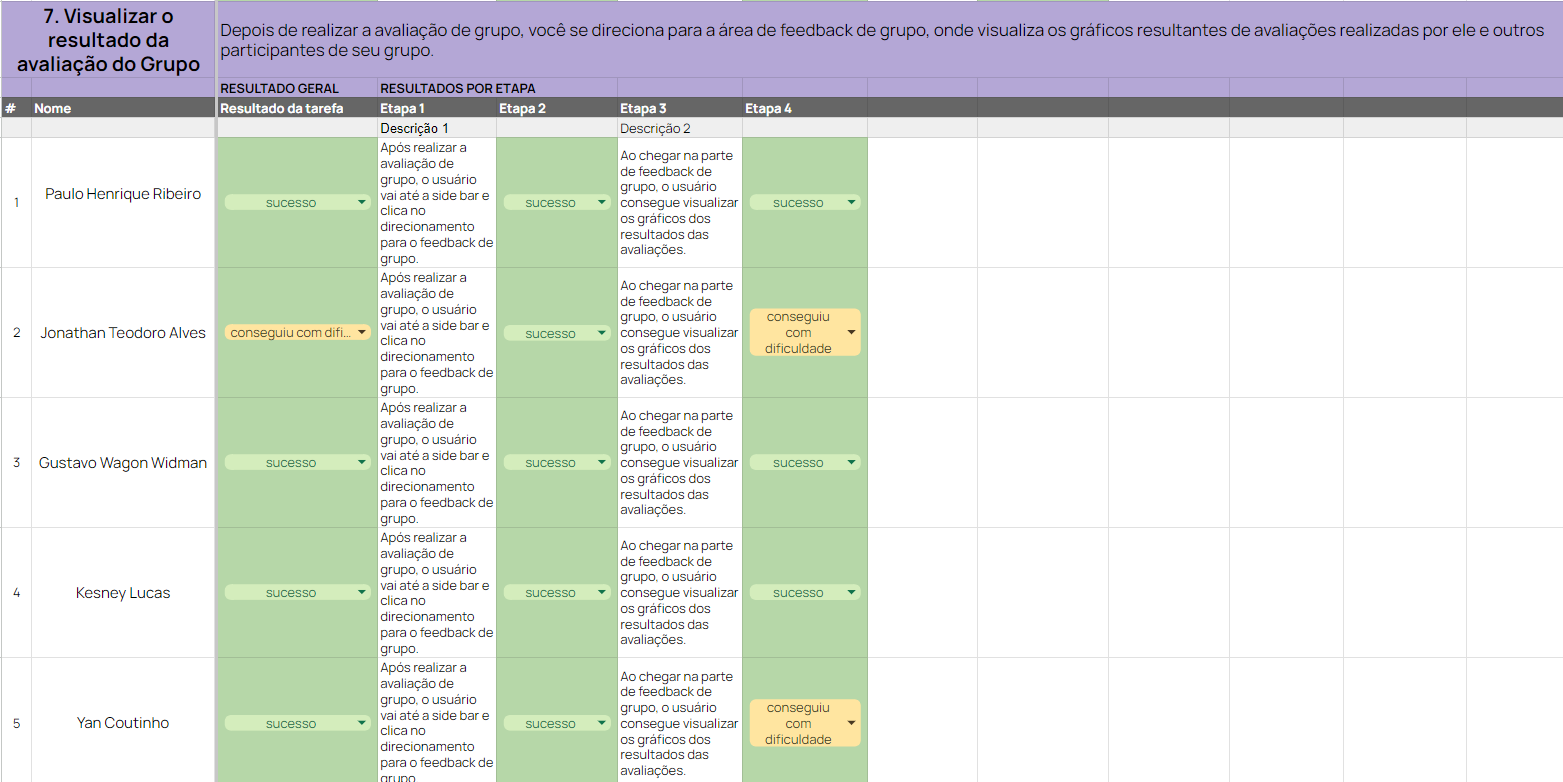 7. Visualizar o
resultado da
avaliação do Grupo
Depois de realizar a avaliação de grupo, você se direciona para a área de feedback de grupo, onde visualiza os gráficos resultantes de avaliações realizadas por ele e outros
participantes de seu grupo.
RESULTADO GERAL RESULTADOS POR ETAPA
# Nome Resultado da tarefa Etapa 1 Etapa 2 Etapa 3 Etapa 4
Descrição 1 Descrição 2
1
Paulo Henrique Ribeiro
sucesso
Após realizar a
avaliação de
grupo, o usuário
vai até a side bar e
clica no
direcionamento
para o feedback de
grupo.
sucesso
Ao chegar na parte
de feedback de
grupo, o usuário
consegue visualizar
os gráficos dos
resultados das
avaliações.
sucesso
2
Jonathan Teodoro Alves
conseguiu com difi...
Após realizar a
avaliação de
grupo, o usuário
vai até a side bar e
clica no
direcionamento
para o feedback de
grupo.
sucesso
Ao chegar na parte
de feedback de
grupo, o usuário
consegue visualizar
os gráficos dos
resultados das
avaliações.
conseguiu
com
dificuldade
3
Gustavo Wagon Widman
sucesso
Após realizar a
avaliação de
grupo, o usuário
vai até a side bar e
clica no
direcionamento
para o feedback de
grupo.
sucesso
Ao chegar na parte
de feedback de
grupo, o usuário
consegue visualizar
os gráficos dos
resultados das
avaliações.
sucesso
4
Kesney Lucas
sucesso
Após realizar a
avaliação de
grupo, o usuário
vai até a side bar e
clica no
direcionamento
para o feedback de
grupo.
sucesso
Ao chegar na parte
de feedback de
grupo, o usuário
consegue visualizar
os gráficos dos
resultados das
avaliações.
sucesso
5
Yan Coutinho
sucesso
Após realizar a
avaliação de
grupo, o usuário
vai até a side bar e
clica no
direcionamento
para o feedback de
grupo.
sucesso
Ao chegar na parte
de feedback de
grupo, o usuário
consegue visualizar
os gráficos dos
resultados das
avaliações.
conseguiu
com
dificuldade